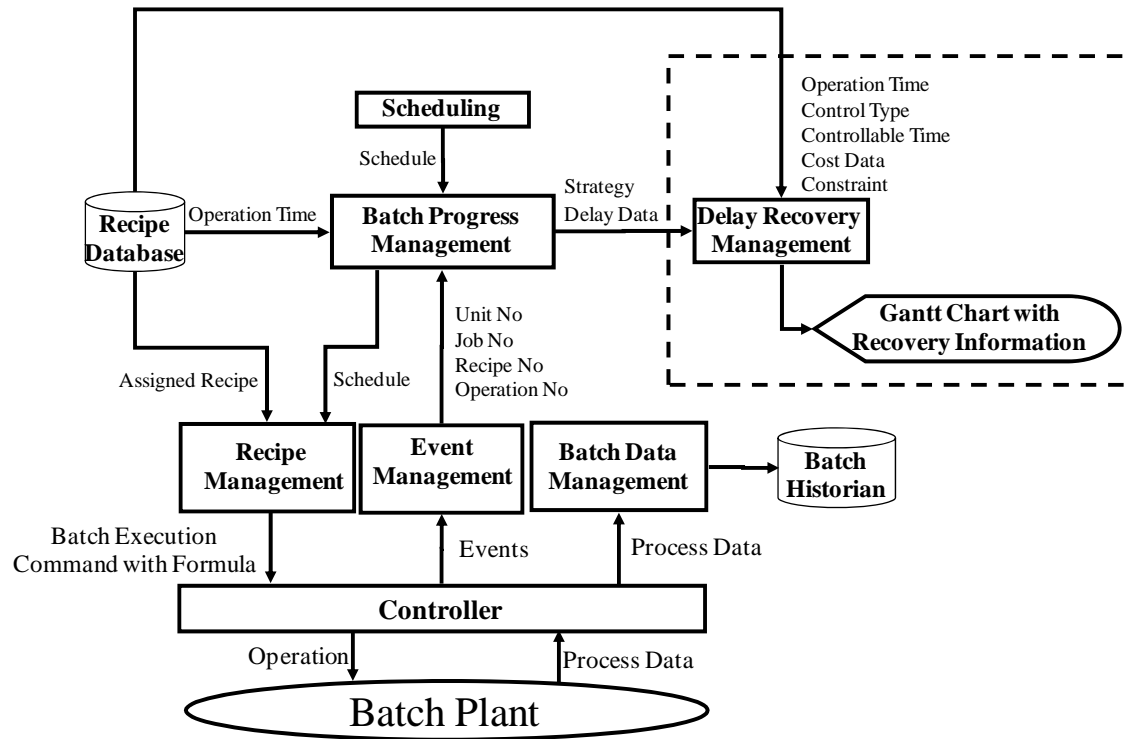 Scheduling
Operation Time
Control Type
Controllable Time
Cost Data
Constraint
Schedule
Recipe
Database
Operation Time
Batch Progress
Management
Strategy
Delay Data
Delay Recovery
Management
Gantt Chart with
Recovery Information
Unit No
Job No
Recipe No
Operation No
Assigned Recipe
Schedule
Recipe
Management
Event
Management
Batch Data
Management
Batch
Historian
Batch Execution
Command with Formula
Events
Process Data
Controller
Operation
Process Data
Batch Plant